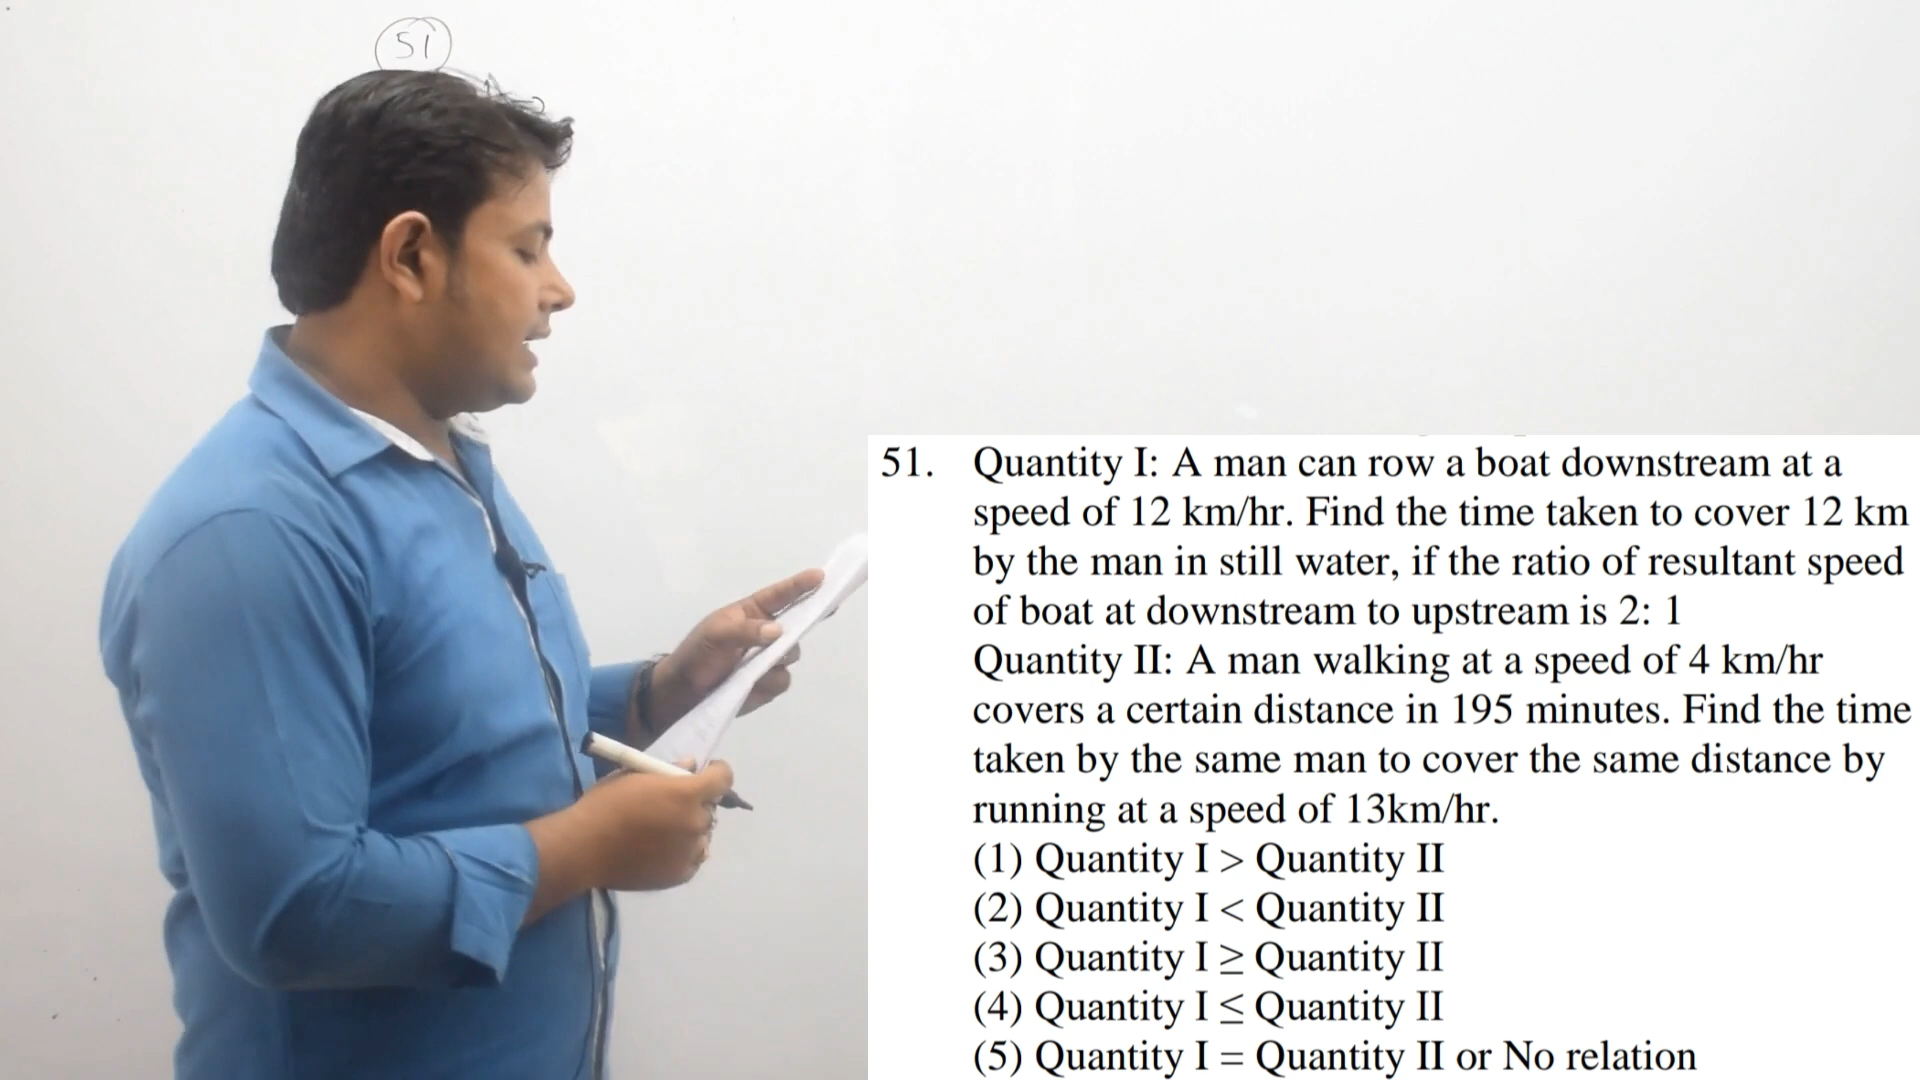 51
51. Quantity I: A man can row a boat downstream at a
speed of 12 km/hr. Find the time taken to cover 12 km
by the man in still water, if the ratio of resultant speed
of boat at downstream to upstream is 2: 1
Quantity II: A man walking at a speed of 4 km/hr
covers a certain distance in 195 minutes. Find the time
taken by the same man to cover the same distance by
running at a speed of 13km/hr.
(1) Quantity I > Quantity II
(2) Quantity I < Quantity II
(3) Quantity I ≥ Quantity II
(4) Quantity I ≤ Quantity II
(5) Quantity I = Quantity II or No relation